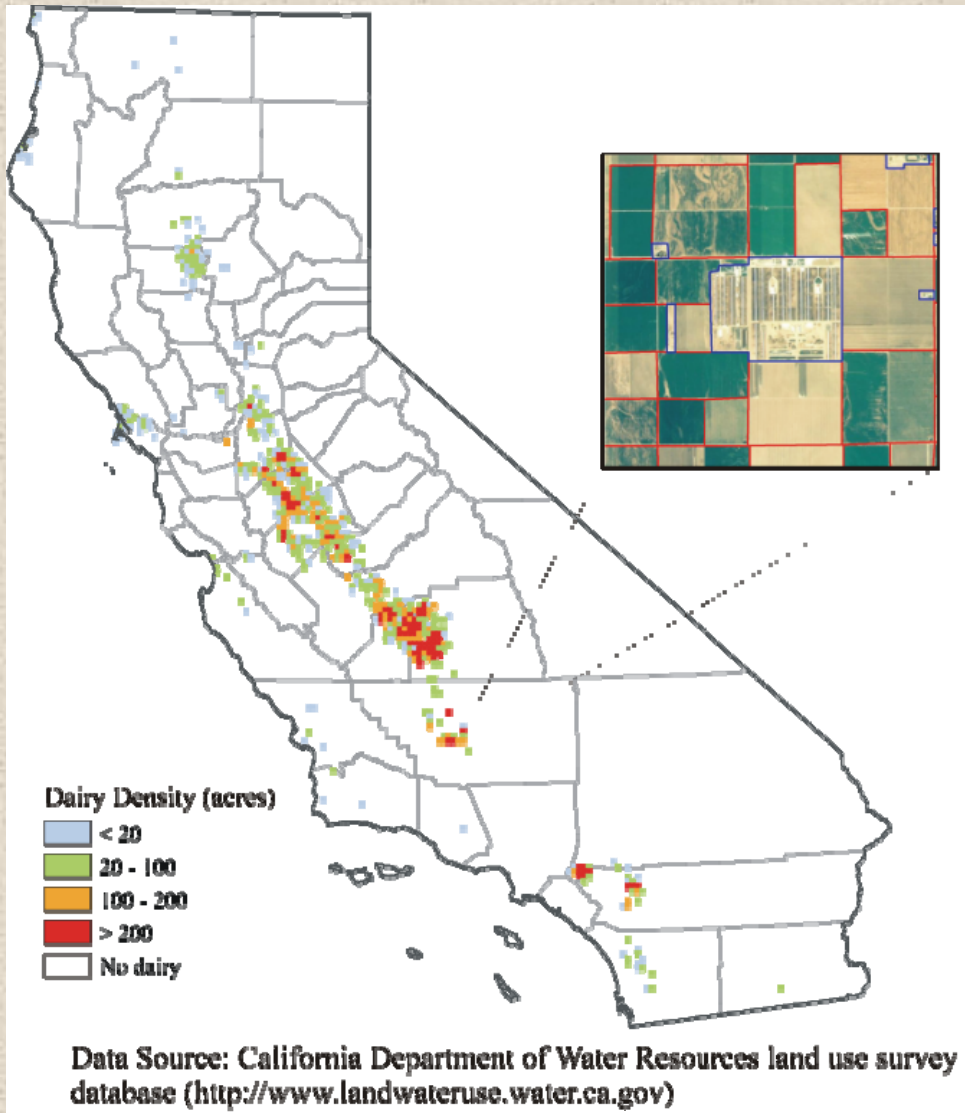 Dairy Density (acres)
< 20
20 - 100
100 - 200
> 200
No dairy
Data Source: California Department of Water Resources land use survey
database (http://www.landwateruse.water.ca.gov)